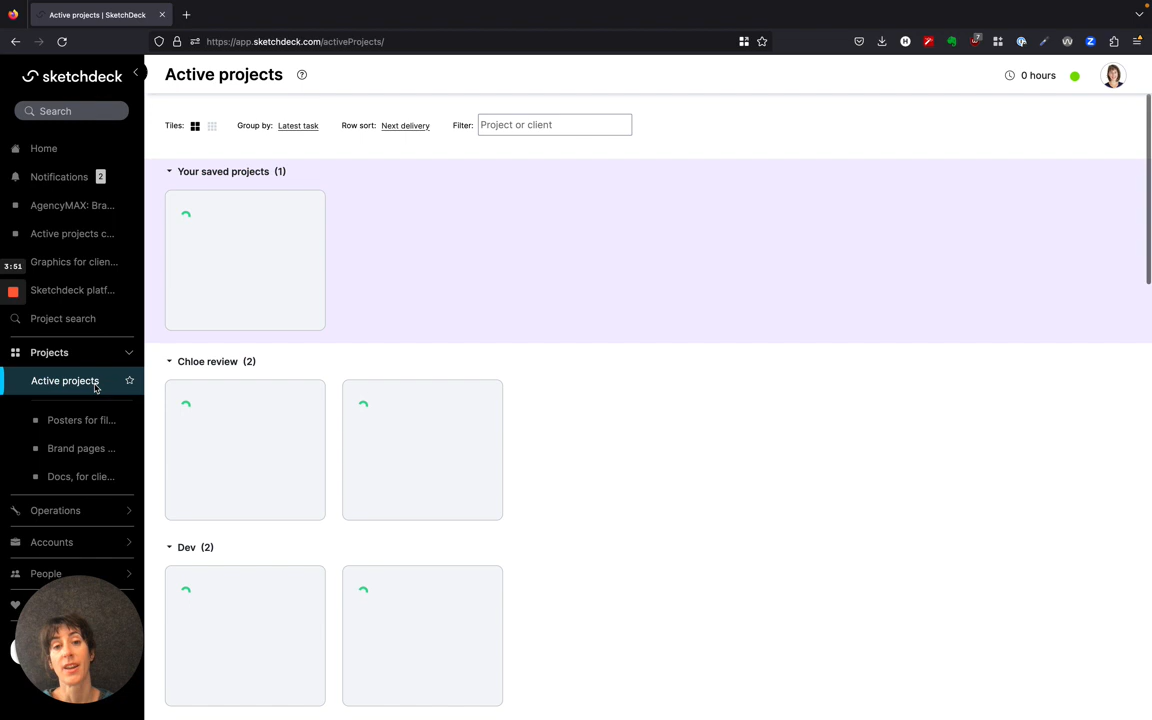 Active projects | SketchDeck
https://app.sketchdeck.com/activeProjects/
7
sketchdeck
Search
Home
Notifications 2
AgencyMAX: Bra...
Active projects c...
3:51
Graphics for clien...
Sketchdeck platf...
Project search
Projects
Active projects
Posters for fil...
Brand pages ...
Docs, for clie...
Operations
Accounts
People
Active projects ?
0 hours
Tiles:
Group by: Latest task
Row sort: Next delivery
Filter: Project or client
Your saved projects (1)
Chloe review (2)
Dev (2)